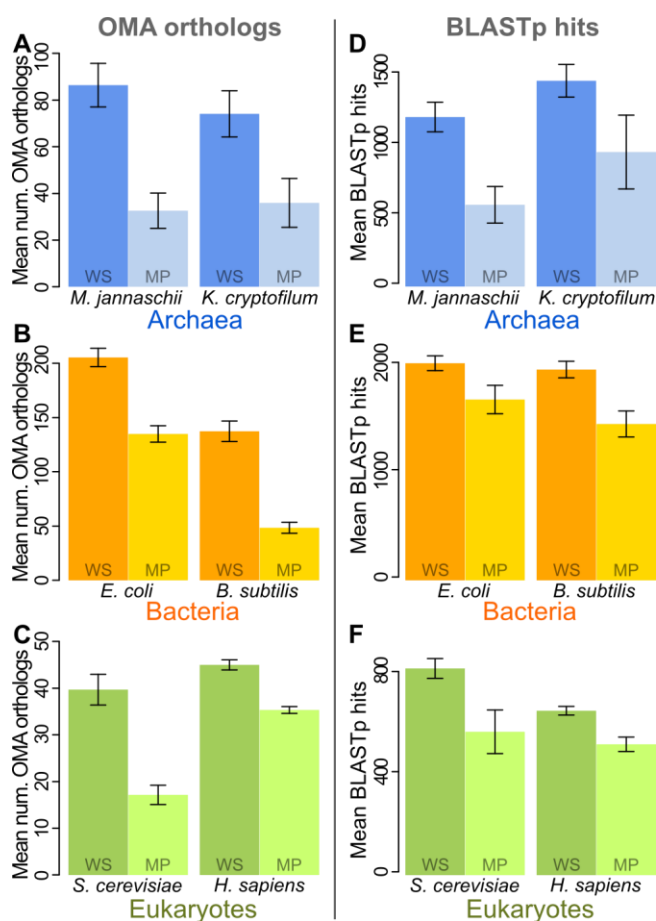 OMA orthologs
BLASTp hits
A
Mean num. OMA orthologs
0
20
40
60
80
100
WS
MP
WS
MP
M. jannaschii
K. cryptofilum
Archaea
D
Mean BLASTp hits
0
500
1000
1500
WS
MP
WS
MP
M. jannaschii
K. cryptofilum
Archaea
B
Mean num. OMA orthologs
0
50
100
150
200
WS
MP
WS
MP
E. coli
B. subtilis
Bacteria
E
Mean BLASTp hits
0
1000
2000
WS
MP
WS
MP
E. coli
B. subtilis
Bacteria
C
Mean num. OMA orthologs
0
10
20
30
40
50
WS
MP
WS
MP
S. cerevisiae
H. sapiens
Eukaryotes
F
Mean BLASTp hits
0
400
800
WS
MP
WS
MP
S. cerevisiae
H. sapiens
Eukaryotes